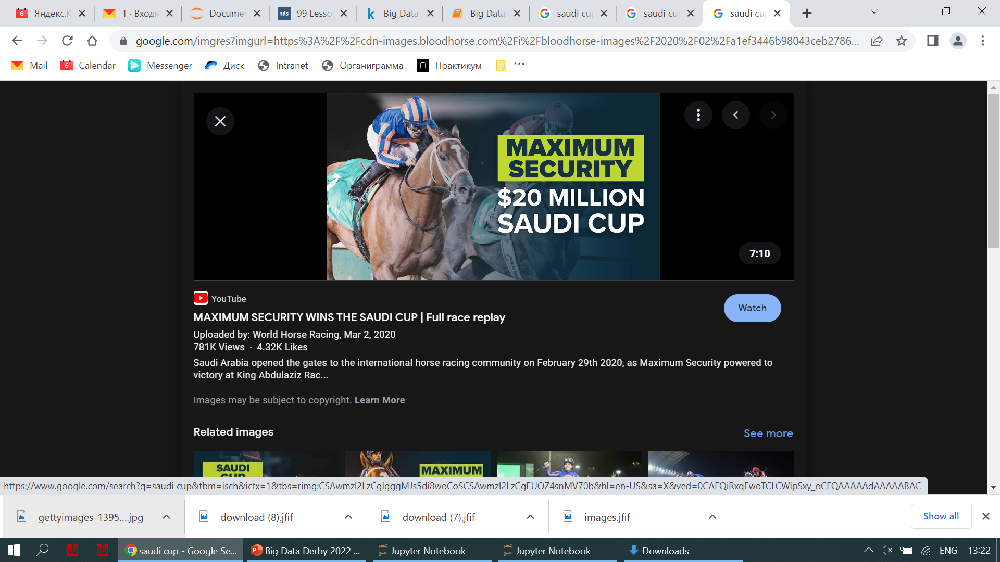 Яндекс.К
1 · Входя
Documen
tds
99 Lesso
Big Data
Big Data
saudi cup
saudi cup
saudi cup
google.com/imgres?imgurl=https%3A%2F%2Fcdn-images.bloodhorse.com%2Fi%2Fbloodhorse-images%2F2020%2F02%2Fa1ef3446b98043ceb2786...
Mail
6
Calendar
Messenger
Диск
Intranet
Органиграмма
Практикум
***
MAXIMUM
SECURITY
$20 MILLION
SAUDI CUP
7:10
YouTube
Watch
MAXIMUM SECURITY WINS THE SAUDI CUP | Full race replay
Uploaded by: World Horse Racing, Mar 2, 2020
781K Views · 4.32K Likes
Saudi Arabia opened the gates to the international horse racing community on February 29th 2020, as Maximum Security powered to
victory at King Abdulaziz Rac...
Images may be subject to copyright. Learn More
Related images
See more
SAUDI
CUP
MAXIMUM
https://www.google.com/search?q=saudi cup&tbm=isch&ictx=1&tbs=rimg:CSAwmzl2LzCgIgggMJs5di8woCoSCSAwmzl2LzCgEUOZ4snMV70b&hl=en-US&sa=X&ved=0CAEQiRxqFwoTCLCWipSxy_oCFQAAAAAdAAAAABAC
gettyimages-1395....jpg
download (8).jfif
download (7).jfif
images.jfif
Show all
saudi cup - Google Se...
Big Data Derby 2022 ...
Jupyter Notebook
Jupyter Notebook
Downloads
ENG
13:22